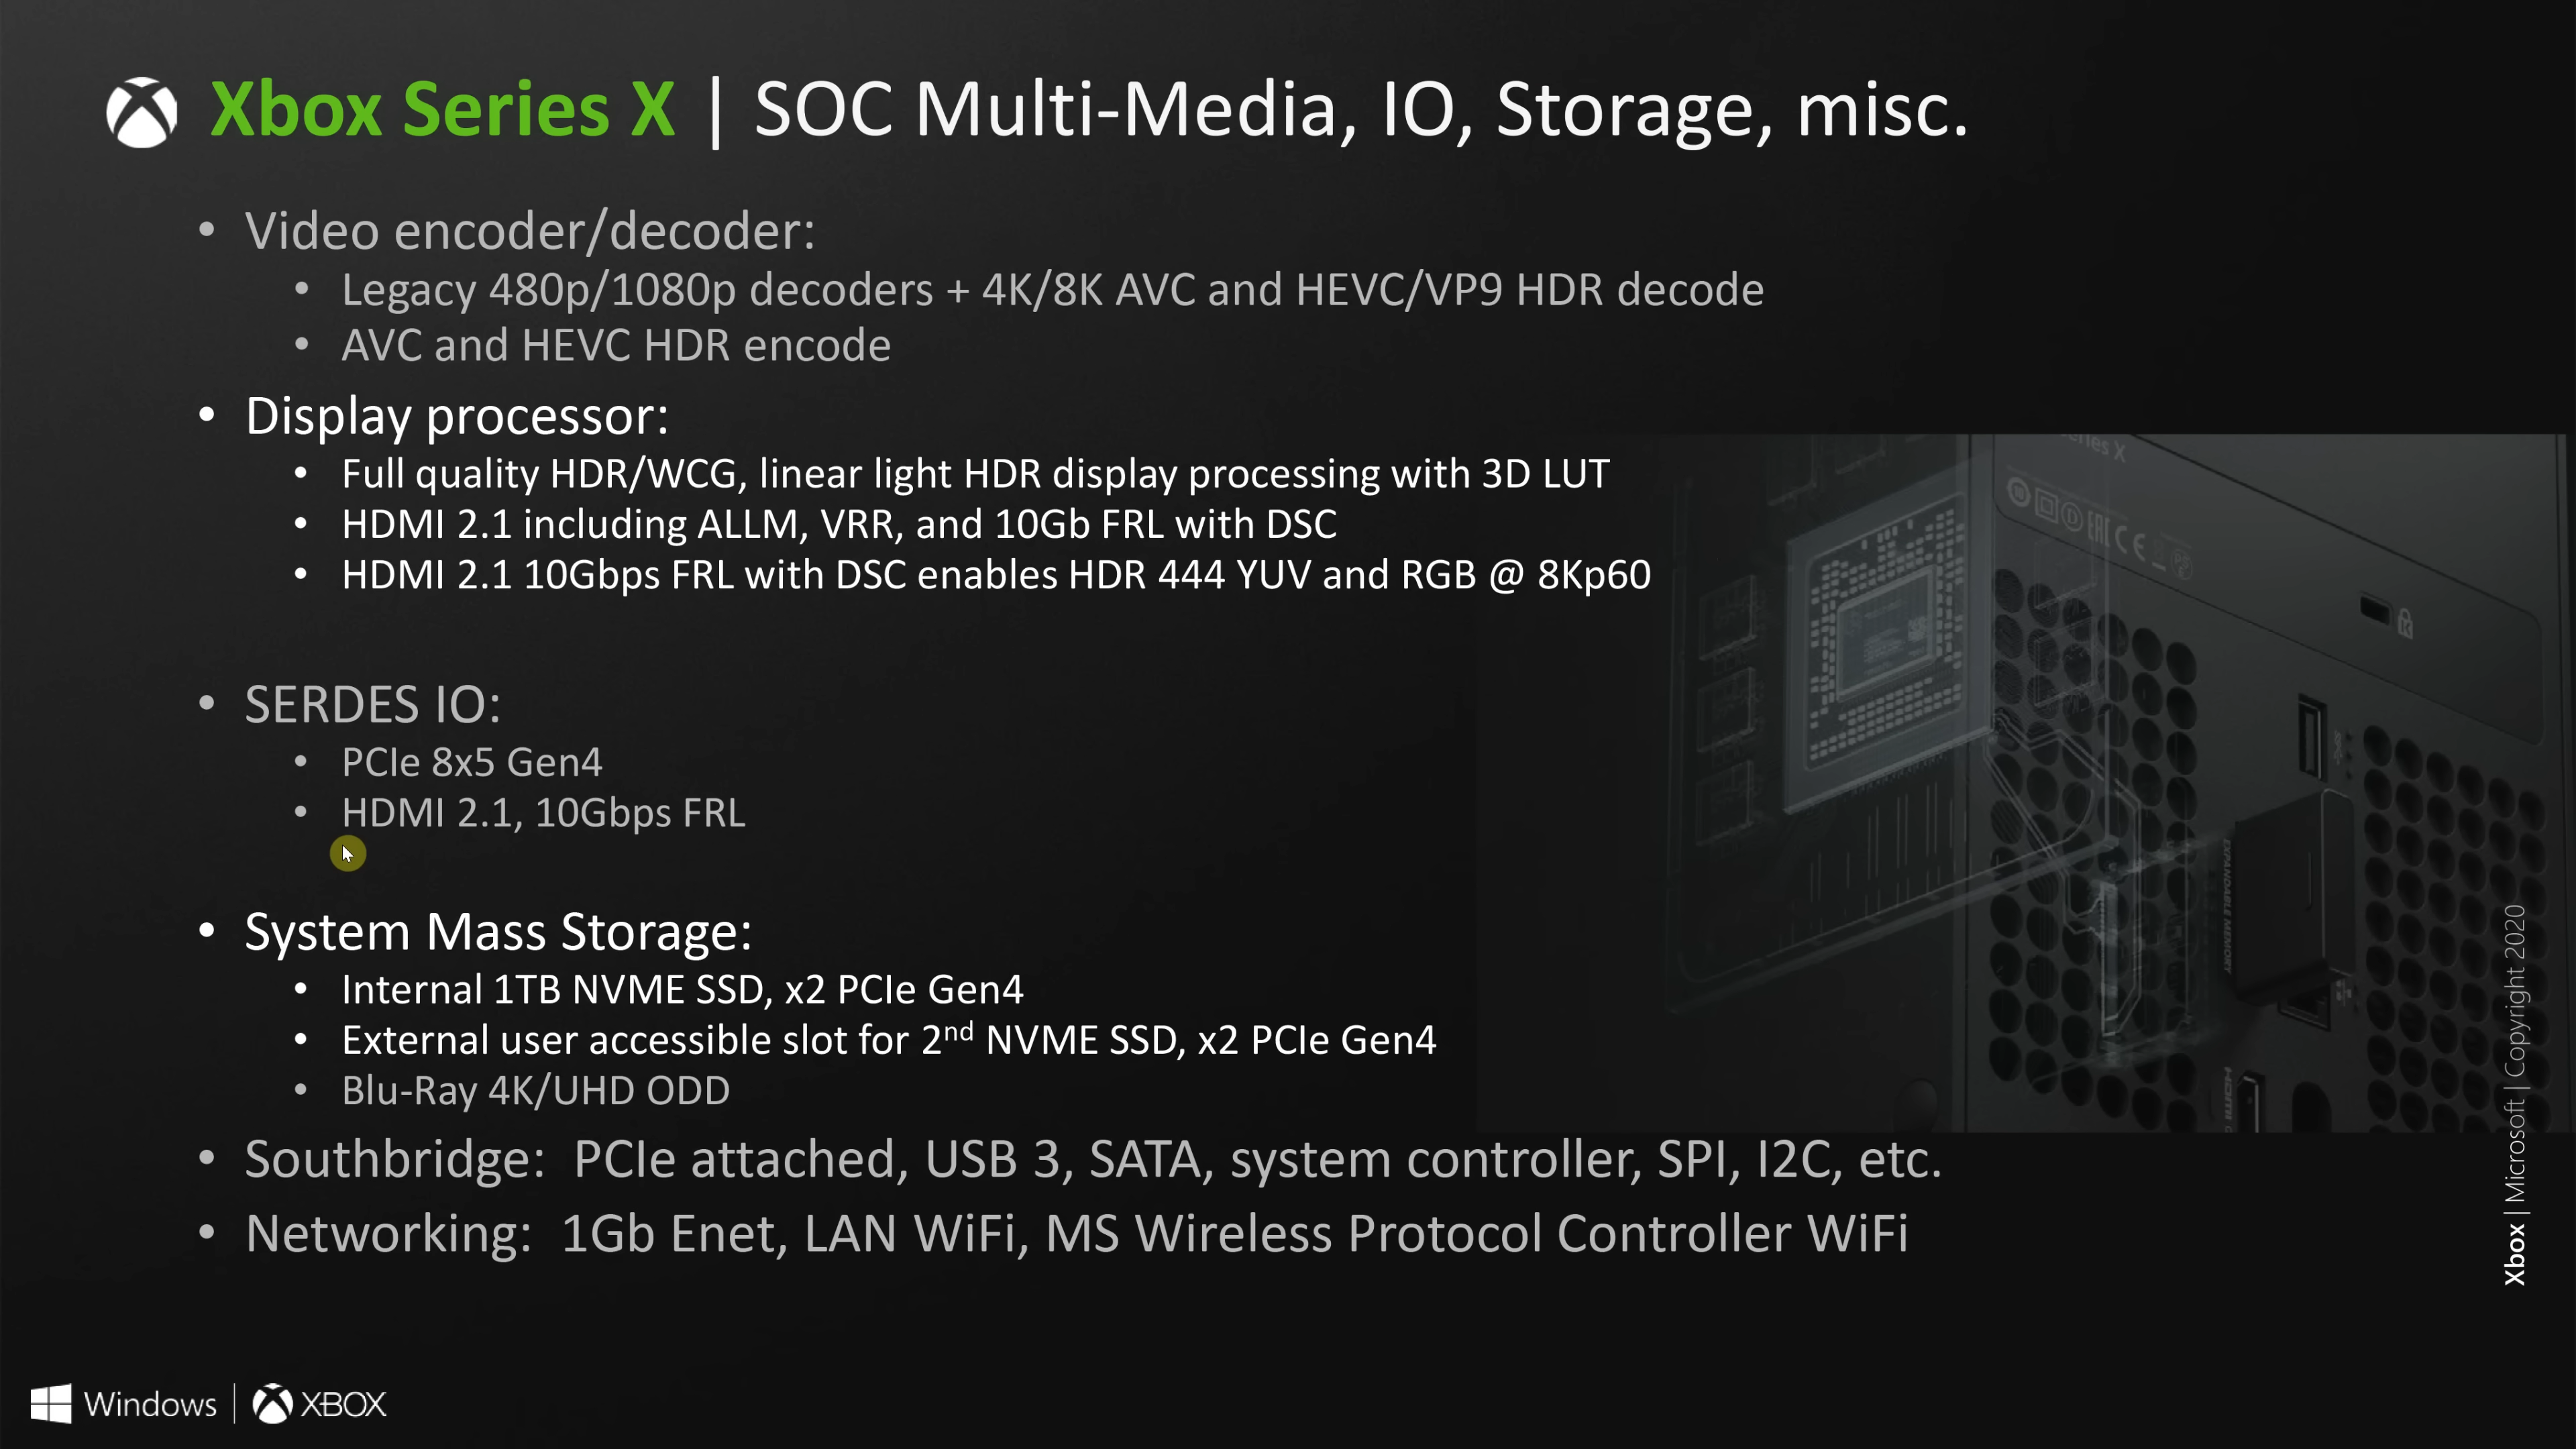 Xbox Series X | SOC Multi-Media, IO, Storage, misc.
• Video encoder/decoder:
• Legacy 480p/1080p decoders + 4K/8K AVC and HEVC/VP9 HDR decode
• AVC and HEVC HDR encode
• Display processor:
• Full quality HDR/WCG, linear light HDR display processing with 3D LUT
• HDMI 2.1 including ALLM, VRR, and 10Gb FRL with DSC
• HDMI 2.1 10Gbps FRL with DSC enables HDR 444 YUV and RGB @ 8Kp60
• SERDES IO:
• PCIe 8x5 Gen4
• HDMI 2.1, 10Gbps FRL
• System Mass Storage:
• Internal 1TB NVME SSD, x2 PCIe Gen4
• External user accessible slot for 2nd NVME SSD, x2 PCIe Gen4
• Blu-Ray 4K/UHD ODD
• Southbridge: PCIe attached, USB 3, SATA, system controller, SPI, I2C, etc.
• Networking: 1Gb Enet, LAN WiFi, MS Wireless Protocol Controller WiFi
EAC CE
EXPANDABLE MEMORY
HDMI
Xbox | Microsoft | Copyright 2020
Windows | XBOX